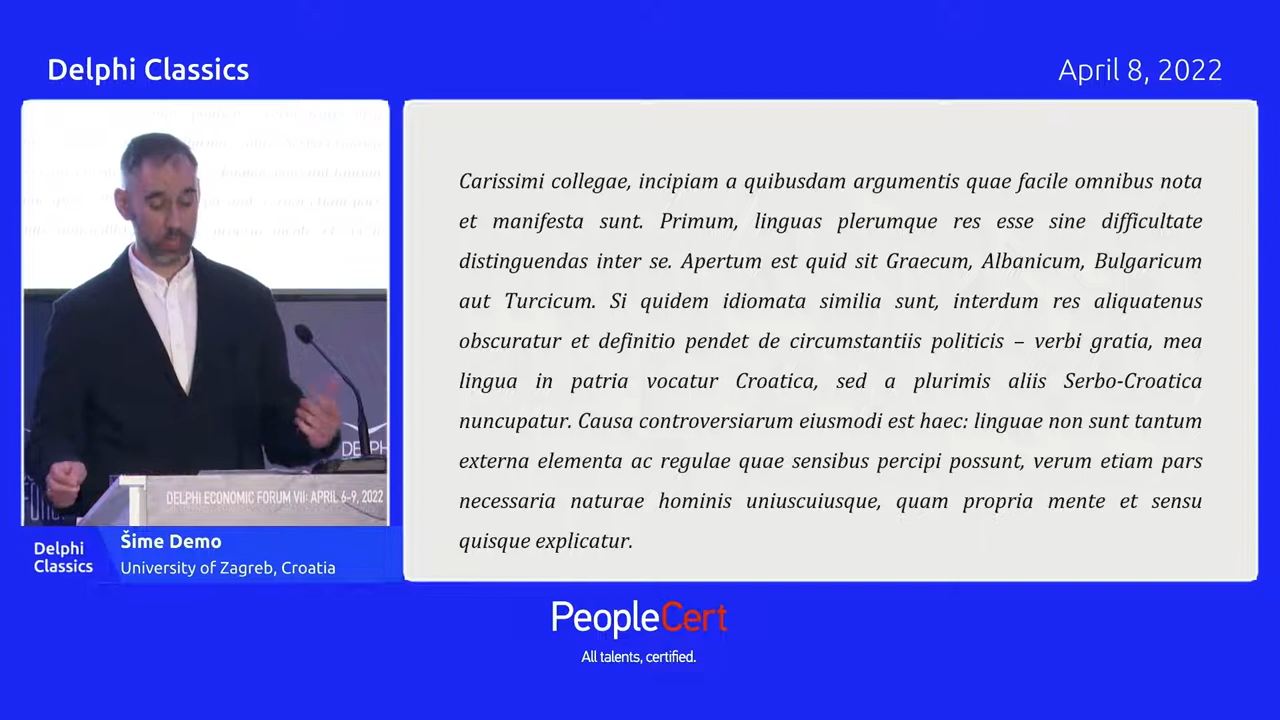 Delphi Classics
April 8, 2022
Carissimi collegae, incipiam a quibusdam argumentis quae facile omnibus nota
et manifesta sunt. Primum, linguas plerumque res esse sine difficultate
distinguendas inter se. Apertum est quid sit Graecum, Albanicum, Bulgaricum
aut Turcicum. Si quidem idiomata similia sunt, interdum res aliquatenus
obscuratur et definitio pendet de circumstantiis politicis – verbi gratia, mea
lingua in patria vocatur Croatica, sed a plurimis aliis Serbo-Croatica
nuncupatur. Causa controversiarum eiusmodi est haec: linguae non sunt tantum
externa elementa ac regulae quae sensibus percipi possunt, verum etiam pars
necessaria naturae hominis uniuscuiusque, quam propria mente et sensu
quisque explicatur.
DELPH
DELPHI ECONOMIC FORUM VII: APRIL 6-9, 2022
Delphi
Classics
Šime Demo
University of Zagreb, Croatia
PeopleCert
All talents, certified.